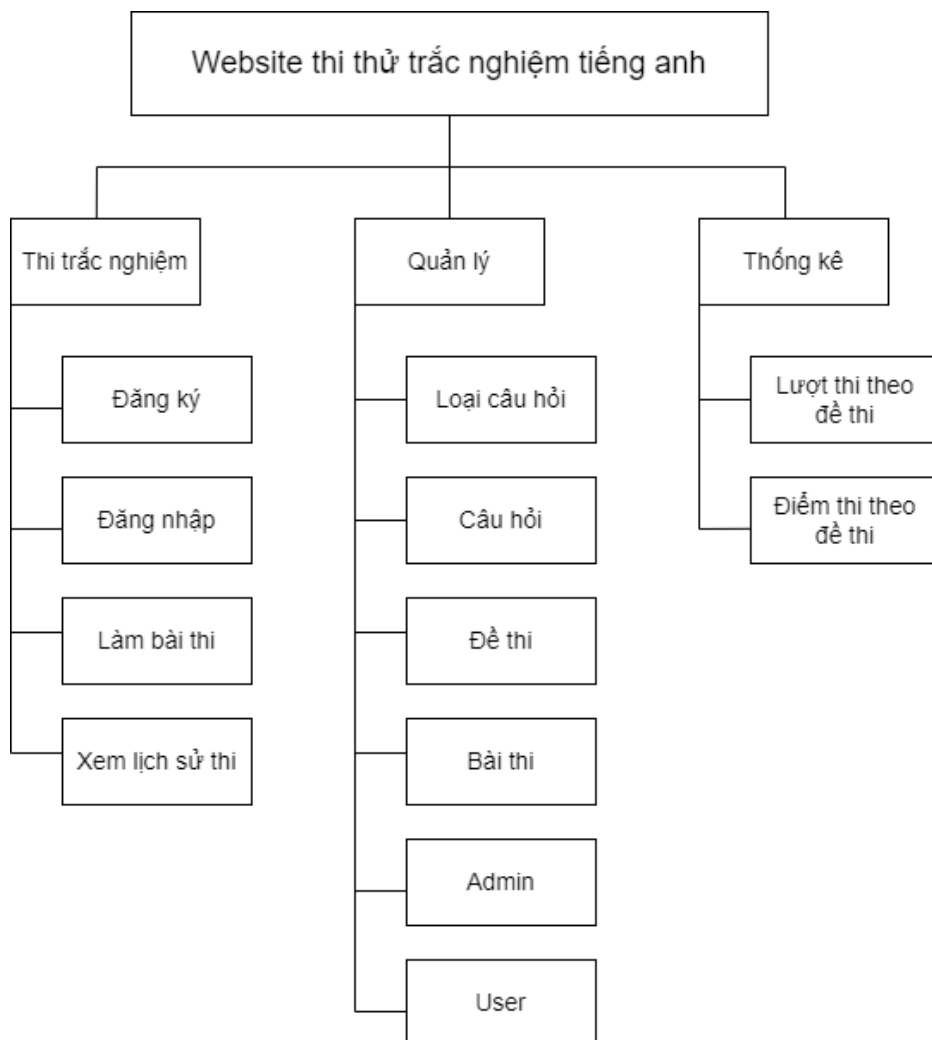 Website thi thử trắc nghiệm tiếng anh
Thi trắc nghiệm
Quản lý
Thống kê
Đăng ký
Đăng nhập
Làm bài thi
Xem lịch sử thi
Loại câu hỏi
Câu hỏi
Đề thi
Bài thi
Admin
User
Lượt thi theo
đề thi
Điểm thi theo
đề thi